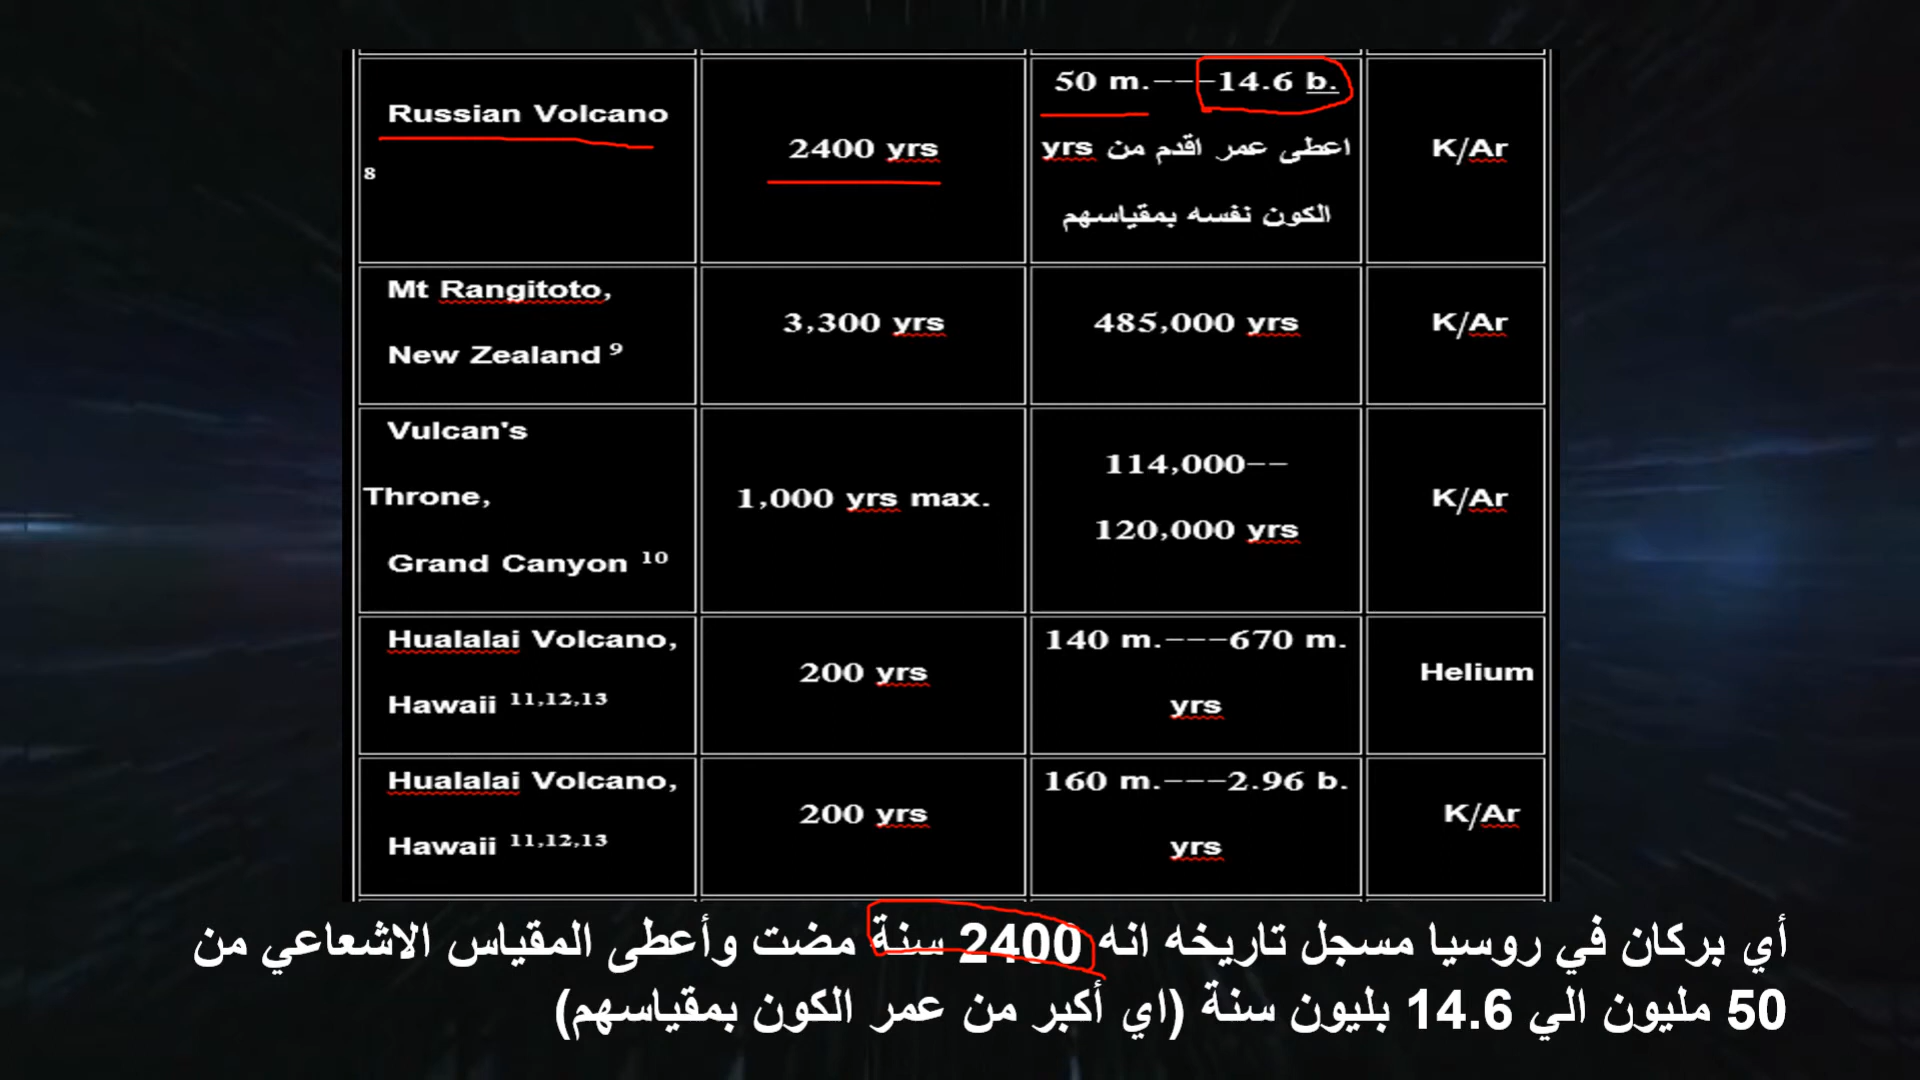 Russian Volcano
8
2400 yrs
50 m.---14.6 b.
yrs اعطى عمر اقدم من
الكون نفسه بمقياسهم
K/Ar
Mt Rangitoto,
New Zealand 9
3,300 yrs
485,000 yrs
K/Ar
Vulcan's
Throne,
Grand Canyon 10
1,000 yrs max.
114,000--
120,000 yrs
K/Ar
Hualalai Volcano,
Hawaii 11,12,13
200 yrs
140 m.---670 m.
yrs
Helium
Hualalai Volcano,
Hawaii 11,12,13
200 yrs
160 m.---2.96 b.
yrs
K/Ar
أي بركان في روسيا مسجل تاريخه انه 2400 سنة مضت وأعطى المقياس الاشعاعي من
50 مليون الي 14.6 بليون سنة (اي أكبر من عمر الكون بمقياسهم)